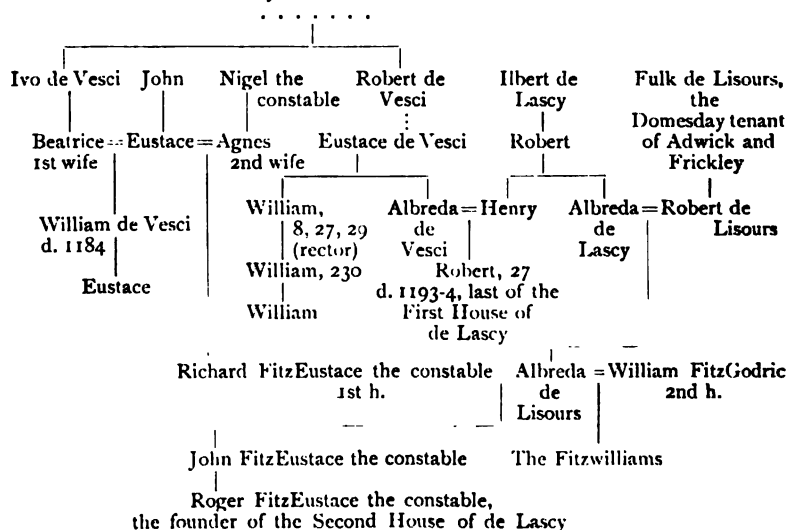 Ivo de Vesci John Nigel the Robert de Ilbert de Fulk de Lisours,
constable Vesci Lascy the
Domesday tenant
Beatrice = Eustace = Agnes Eustace de Vesci Robert of Adwick and
1st wife 2nd wife Frickley
William, Albreda = Henry Albreda = Robert de
William de Vesci 8, 27, 29 de de Lisours
d. 1184 (rector) Vesci Lascy
William, 230 Robert, 27
Eustace d. 1193-4, last of the
William First House of
de Lascy
Richard FitzEustace the constable Albreda = William FitzGodric
1st h. de 2nd h.
Lisours
John FitzEustace the constable The Fitzwilliams
Roger FitzEustace the constable,
the founder of the Second House of de Lascy